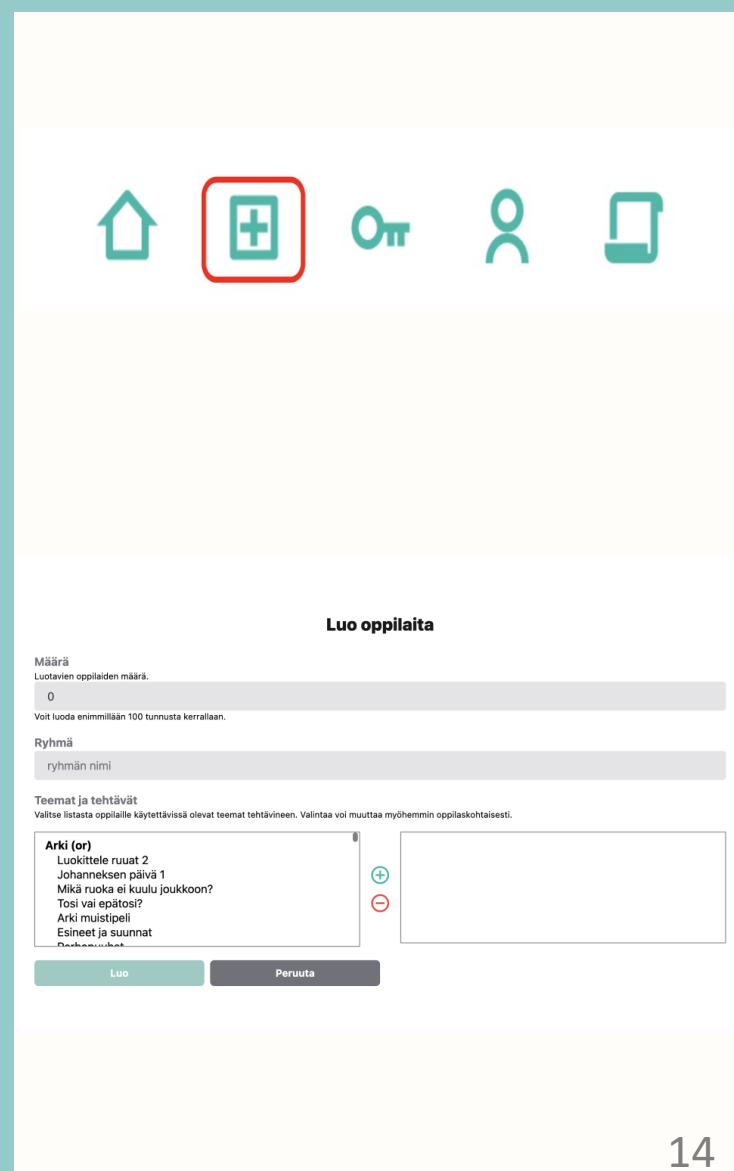 Luo oppilaita
Määrä
Luotavien oppilaiden määrä.
0
Voit luoda enimmillään 100 tunnusta kerrallaan.
Ryhmä
ryhmän nimi
Teemat ja tehtävät
Valitse listasta oppilaille käytettävissä olevat teemat tehtävineen. Valintaa voi muuttaa myöhemmin oppilaskohtaisesti.
Arki (or)
Luokittele ruuat 2
Johanneksen päivä 1
Mikä ruoka ei kuulu joukkoon?
Tosi vai epätosi?
Arki muistipeli
Esineet ja suunnat
Luo
Peruuta
14